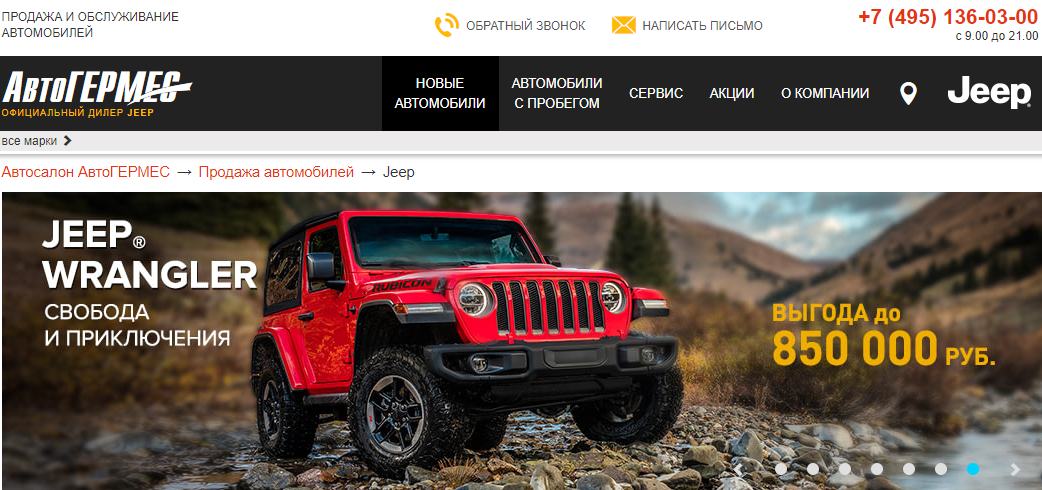 ПРОДАЖА И ОБСЛУЖИВАНИЕ
АВТОМОБИЛЕЙ
ОБРАТНЫЙ ЗВОНОК
НАПИСАТЬ ПИСЬМО
+7 (495) 136-03-00
с 9.00 до 21.00
АвтоГЕРМЕС
ОФИЦИАЛЬНЫЙ ДИЛЕР JEEP
НОВЫЕ
АВТОМОБИЛИ
АВТОМОБИЛИ
С ПРОБЕГОМ
СЕРВИС
АКЦИИ
О КОМПАНИИ
Jeep®
все марки
Автосалон АвтоГЕРМЕС → Продажа автомобилей → Jeep
JEEP®
WRANGLER
СВОБОДА
И ПРИКЛЮЧЕНИЯ
RUBICON
ВЫГОДА до
850 000 РУБ.